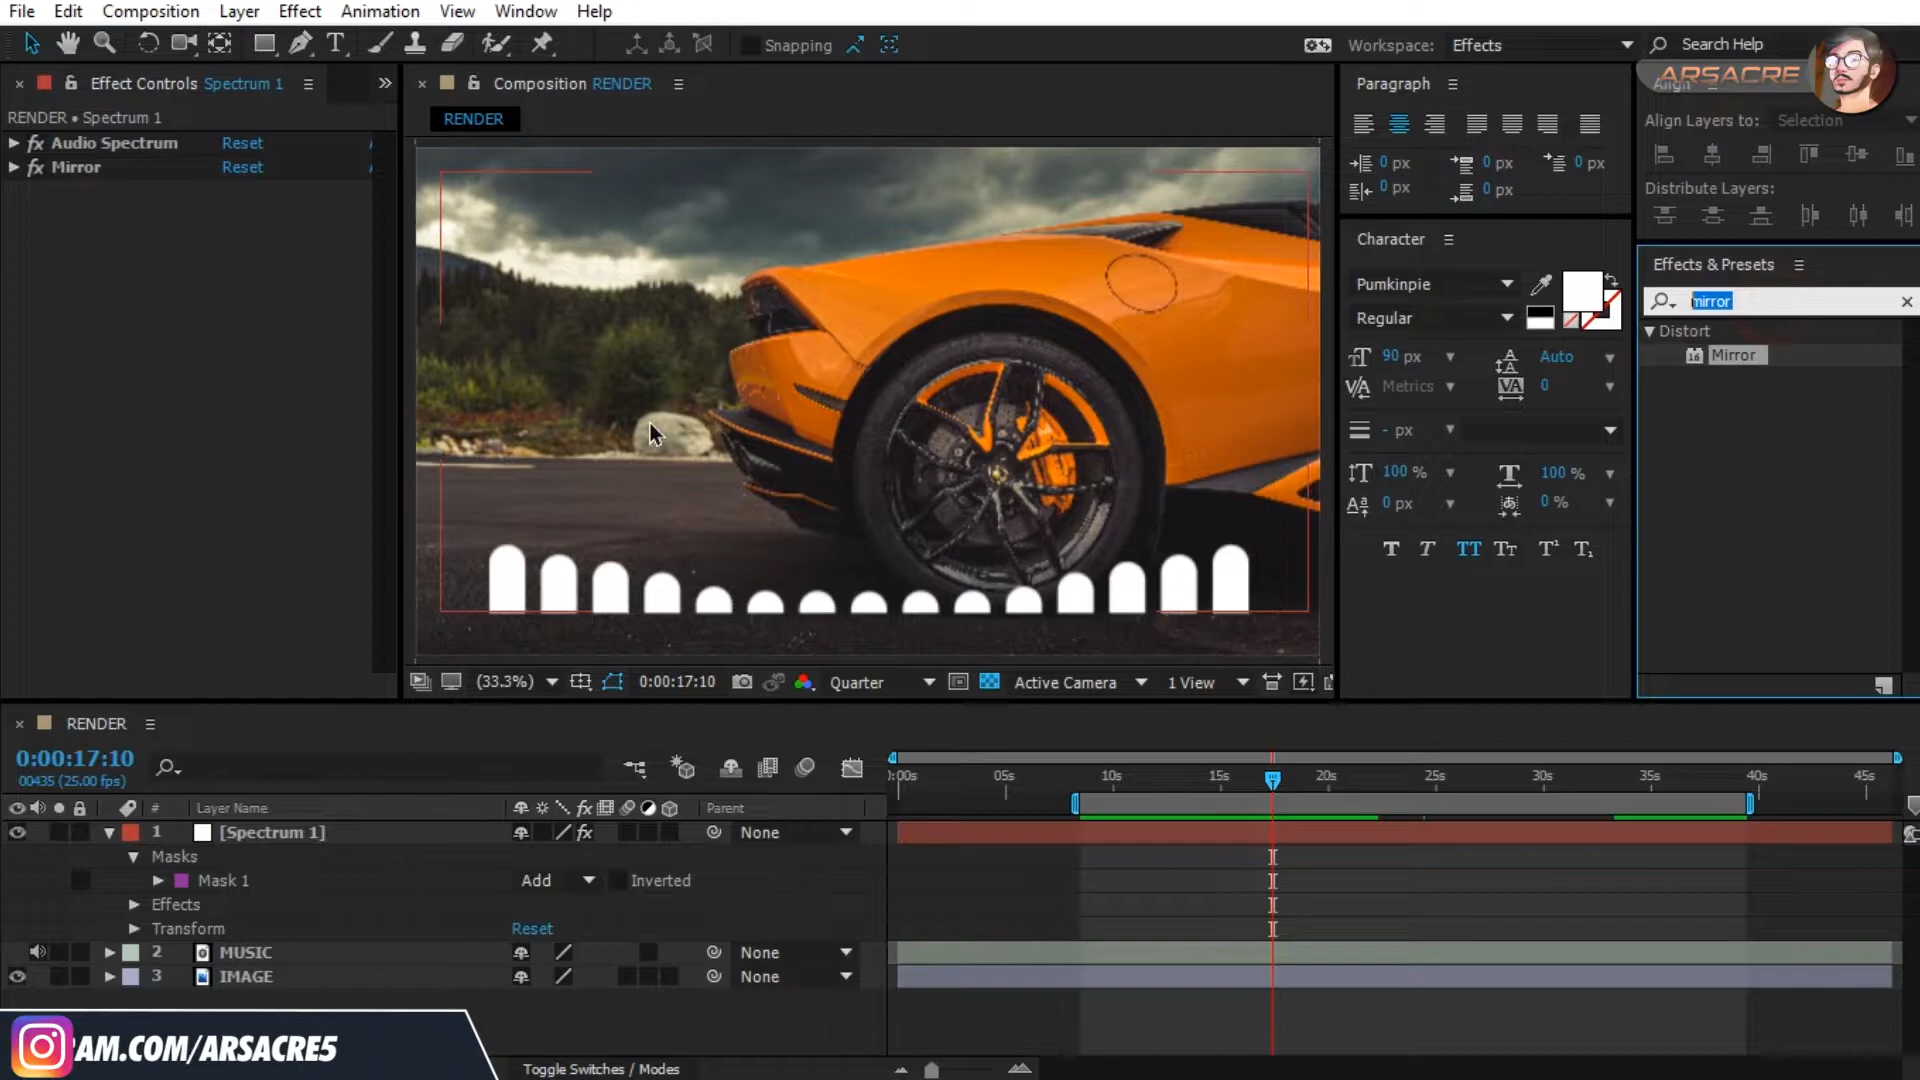 File Edit Composition Layer Effect Animation View Window Help
Snapping Workspace: Effects Search Help
ARSACRE
Effect Controls Spectrum 1
Composition RENDER
Paragraph
Align
RENDER • Spectrum 1
RENDER
Align Layers to: Selection
fx Audio Spectrum Reset
fx Mirror Reset
0 px 0 px 0 px
0 px 0 px
Distribute Layers:
Character
Effects & Presets
Pumkinpie
mirror
Regular
Distort
Mirror
90 px Auto
Metrics 0
- px
100 % 100 %
0 px 0 %
(33.3%) 0:00:17:10 Quarter Active Camera 1 View
RENDER
0:00:17:10
00435 (25.00 fps)
:00s 05s 10s 15s 20s 25s 30s 35s 40s 45s
# Layer Name fx Parent
1 [Spectrum 1] fx None
Masks
Mask 1 Add Inverted
Effects
Transform Reset
2 MUSIC None
3 IMAGE None
AM.COM/ARSACRE5
Toggle Switches / Modes